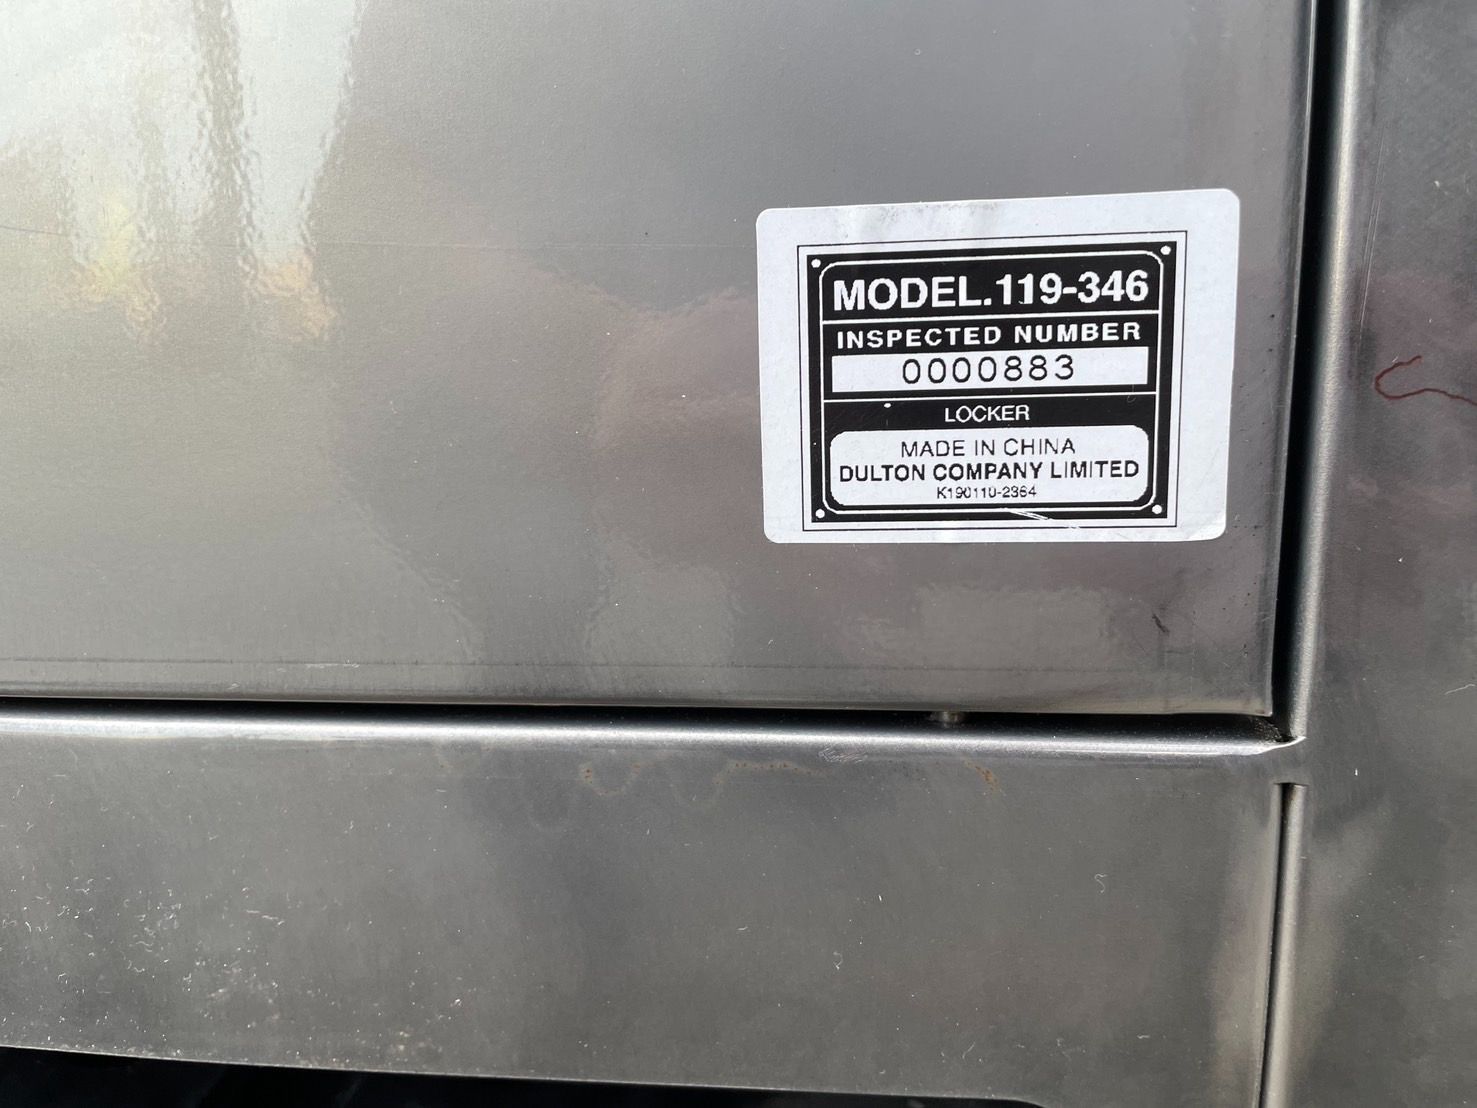 MODEL.119-346
INSPECTED NUMBER
0000883
LOCKER
MADE IN CHINA
DULTON COMPANY LIMITED
K190110-2364